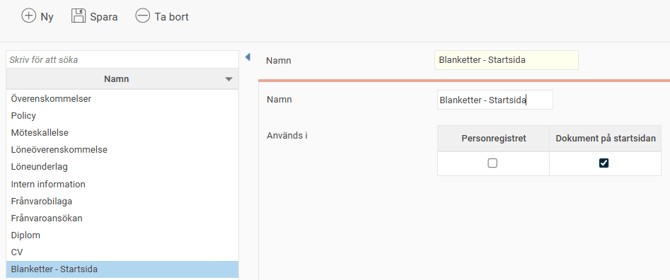 Ny Spara Ta bort
Skriv för att söka
Namn
Överenskommelser
Policy
Möteskallelse
Löneöverenskommelse
Löneunderlag
Intern information
Frånvarobilaga
Frånvaroansökan
Diplom
CV
Blanketter - Startsida
Namn Blanketter - Startsida
Namn Blanketter - Startsida
Används i Personregistret Dokument på startsidan